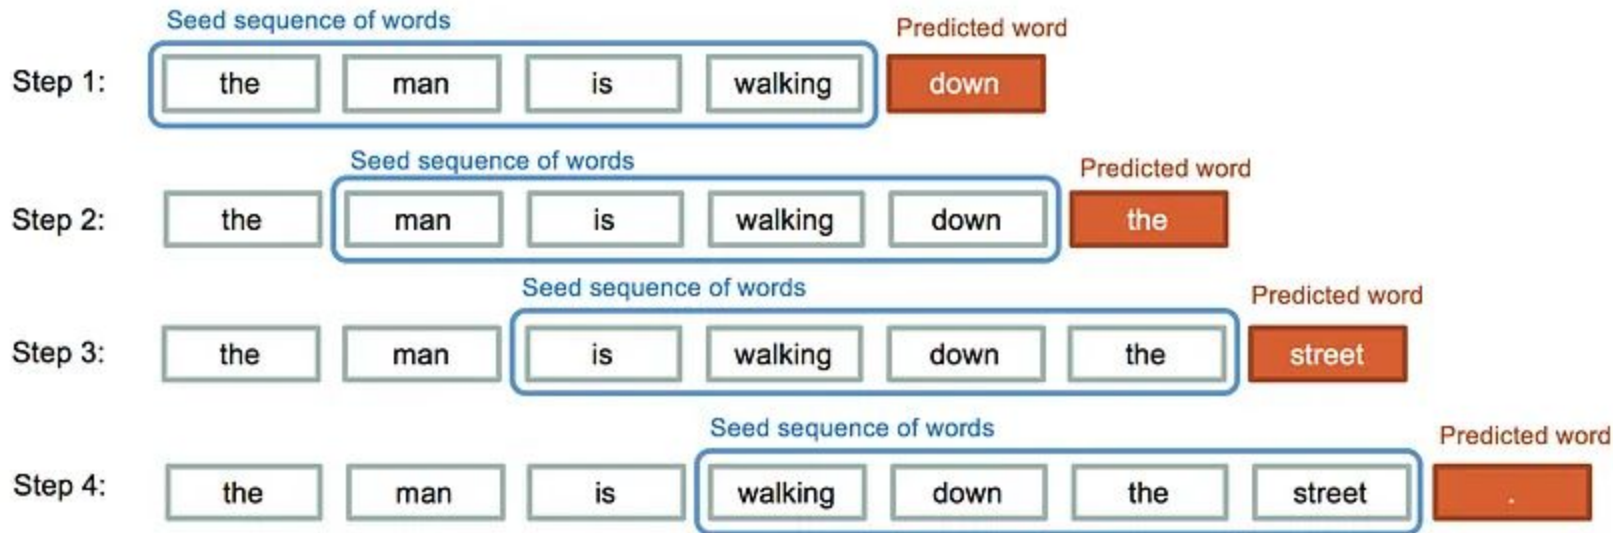 Seed sequence of words
Predicted word
Step 1: the man is walking down
Seed sequence of words
Predicted word
Step 2: the man is walking down the
Seed sequence of words
Predicted word
Step 3: the man is walking down the street
Seed sequence of words
Predicted word
Step 4: the man is walking down the street .